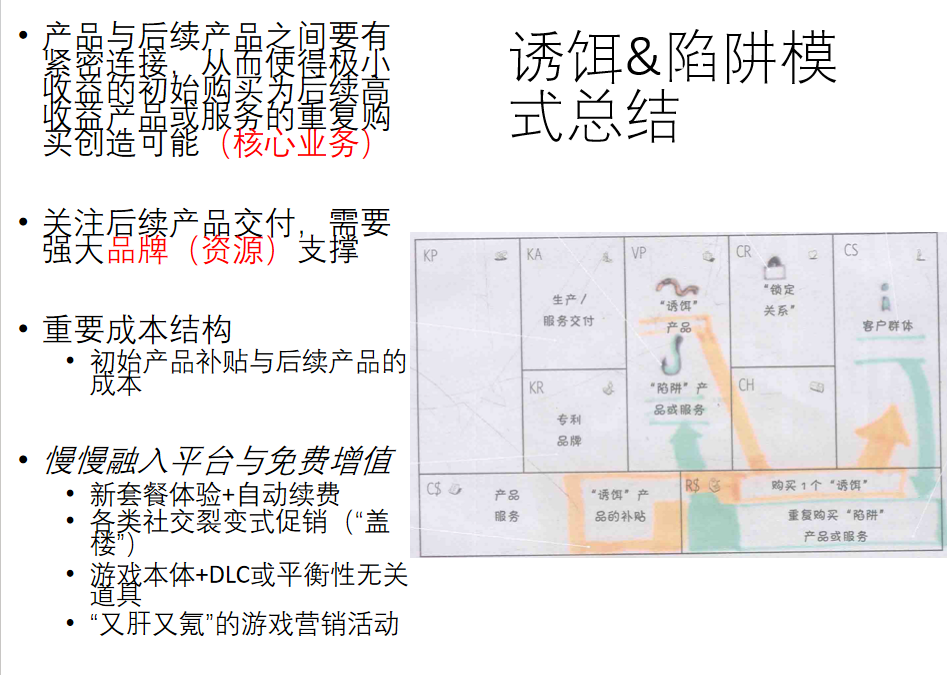 诱饵&陷阱模
式总结
• 产品与后续产品之间要有
紧密连接，从而使得极小
收益的初始购买为后续高
收益产品或服务的重复购
买创造可能（核心业务）
• 关注后续产品交付，需要
强大品牌（资源）支撑
• 重要成本结构
• 初始产品补贴与后续产品的
成本
• 慢慢融入平台与免费增值
• 新套餐体验+自动续费
• 各类社交裂变式促销（“盖
楼”）
• 游戏本体+DLC或平衡性无关
道具
• “又肝又氪”的游戏营销活动
KP
KA
生产/
服务交付
KR
专利
品牌
VP
“诱饵”
产品
“陷阱”产
品或服务
CR
“锁定
关系”
CH
CS
客户群体
C$
产品
服务
“诱饵”产
品的补贴
R$
购买1个“诱饵”
重复购买“陷阱”
产品或服务